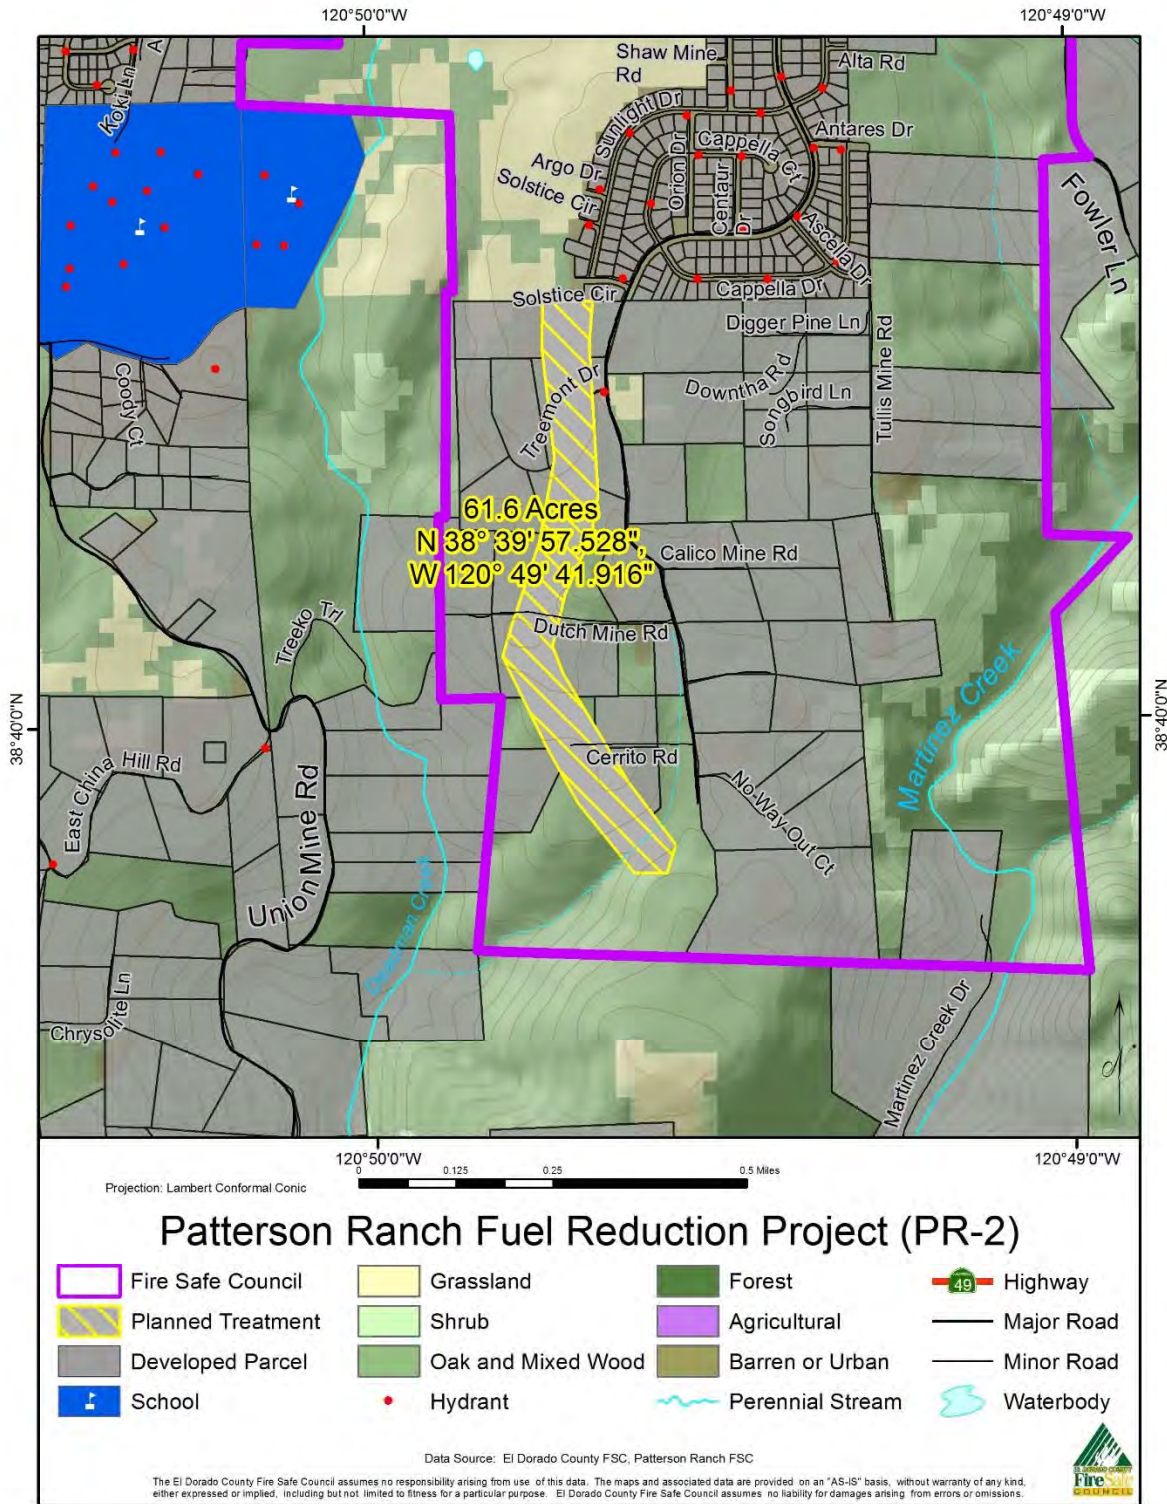 120°50'0"W
120°49'0"W
Shaw Mine
Rd
Alta Rd
A
Koki Ln
Sunlight Dr
Antares Dr
Cappella Ct
Argo Dr
Orion Dr
Solstice Cir
Centaur
Dr
Fowler Ln
Ascella Dr
Cappella Dr
Solstice Cir
Digger Pine Ln
Tullis Mine Rd
Coody Ct
Treemont Dr
Downtha Rd
Songbird Ln
61.6 Acres
N 38° 39' 57.528",
W 120° 49' 41.916"
Calico Mine Rd
Treeko Trl
Dutch Mine Rd
Martinez Creek
38°40'0"N
38°40'0"N
East China Hill Rd
Cerrito Rd
Union Mine Rd
No-Way-Out Ct
Deadman Creek
Chrysolite Ln
Martinez Creek Dr
120°50'0"W
120°49'0"W
0 0.125 0.25 0.5 Miles
Projection: Lambert Conformal Conic
Patterson Ranch Fuel Reduction Project (PR-2)
Fire Safe Council Grassland Forest 49 Highway
Planned Treatment Shrub Agricultural Major Road
Developed Parcel Oak and Mixed Wood Barren or Urban Minor Road
School Hydrant Perennial Stream Waterbody
Data Source: El Dorado County FSC, Patterson Ranch FSC
The El Dorado County Fire Safe Council assumes no responsibility arising from use of this data. The maps and associated data are provided on an "AS-IS" basis, without warranty of any kind,
either expressed or implied, including but not limited to fitness for a particular purpose. El Dorado County Fire Safe Council assumes no liability for damages arising from errors or omissions.
EL DORADO COUNTY
FireSafe
COUNCIL